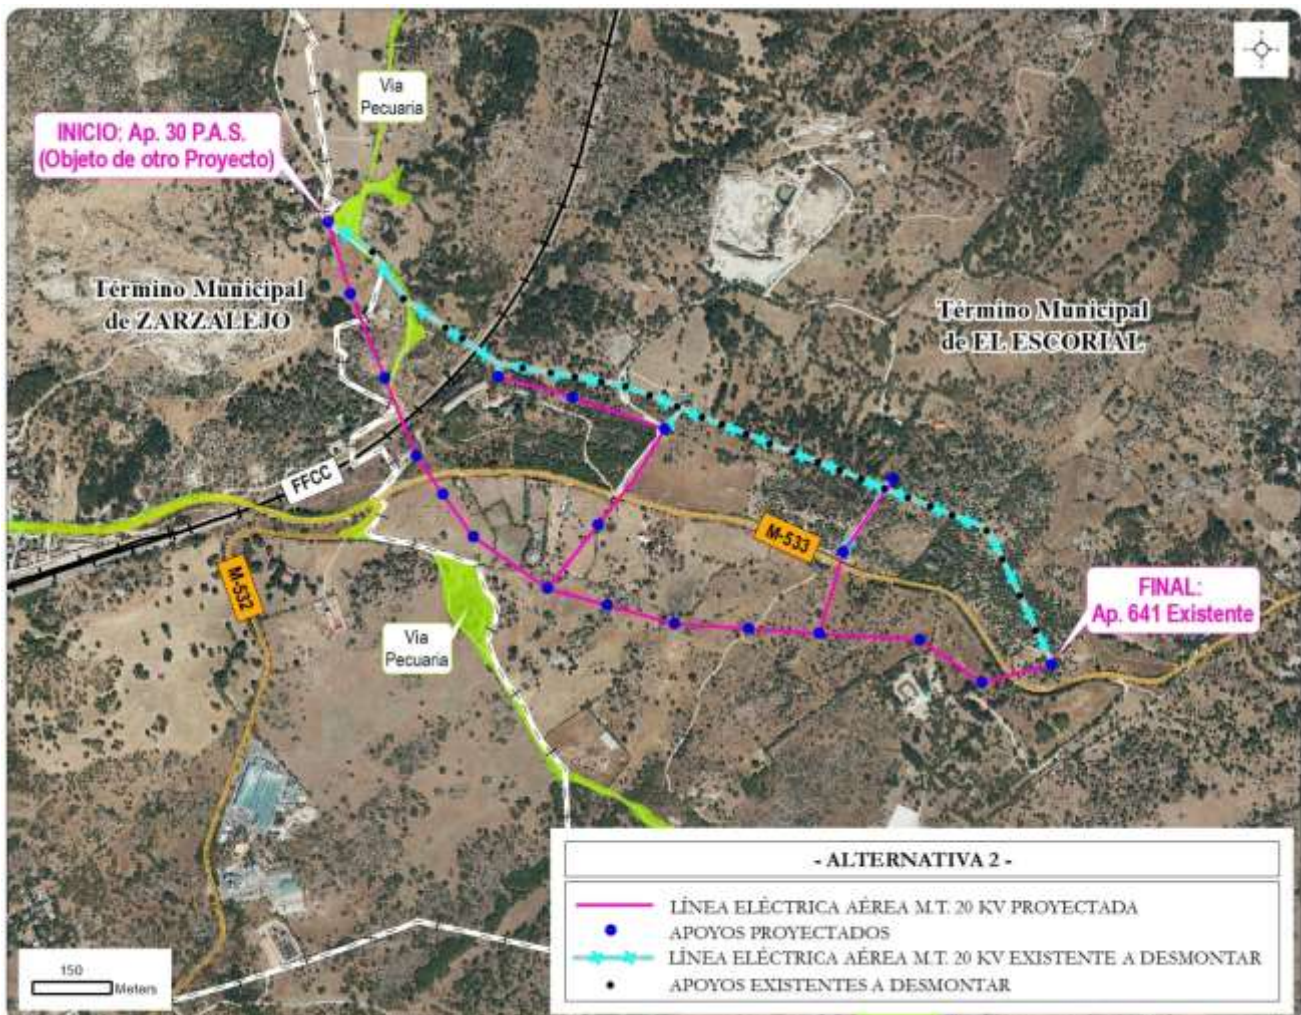 Via
Pecuaria
INICIO: Ap. 30 P.A.S.
(Objeto de otro Proyecto)
Término Municipal
de ZARZALEJO
Término Municipal
de EL ESCORIAL
FFCC
M-533
M-532
FINAL:
Ap. 641 Existente
Via
Pecuaria
- ALTERNATIVA 2 -
LÍNEA ELÉCTRICA AÉREA M.T. 20 KV PROYECTADA
APOYOS PROYECTADOS
LÍNEA ELÉCTRICA AÉREA M.T. 20 KV EXISTENTE A DESMONTAR
APOYOS EXISTENTES A DESMONTAR
150
Meters